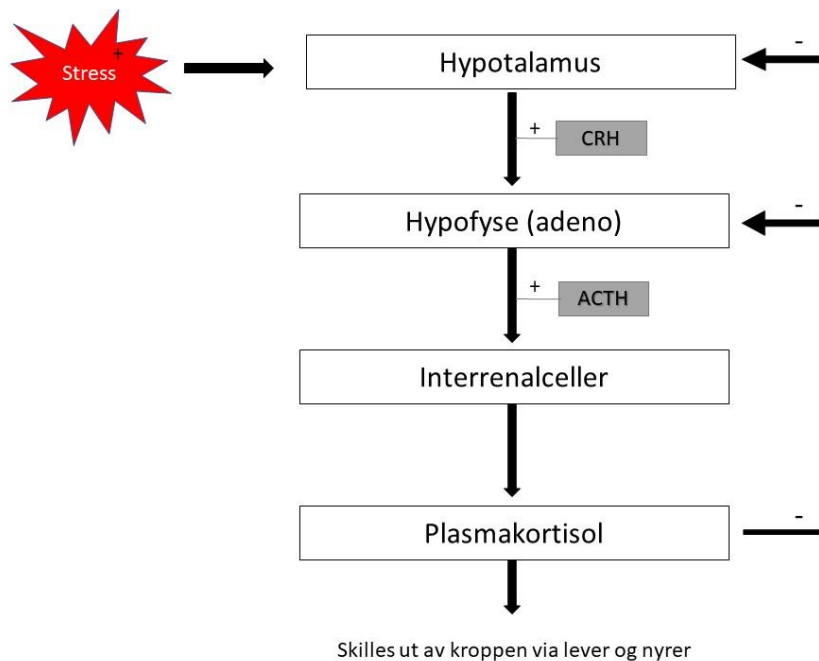 +
Stress
Hypotalamus
-
+
CRH
-
Hypofyse (adeno)
+
ACTH
Interrenalceller
-
Plasmakortisol
Skilles ut av kroppen via lever og nyrer